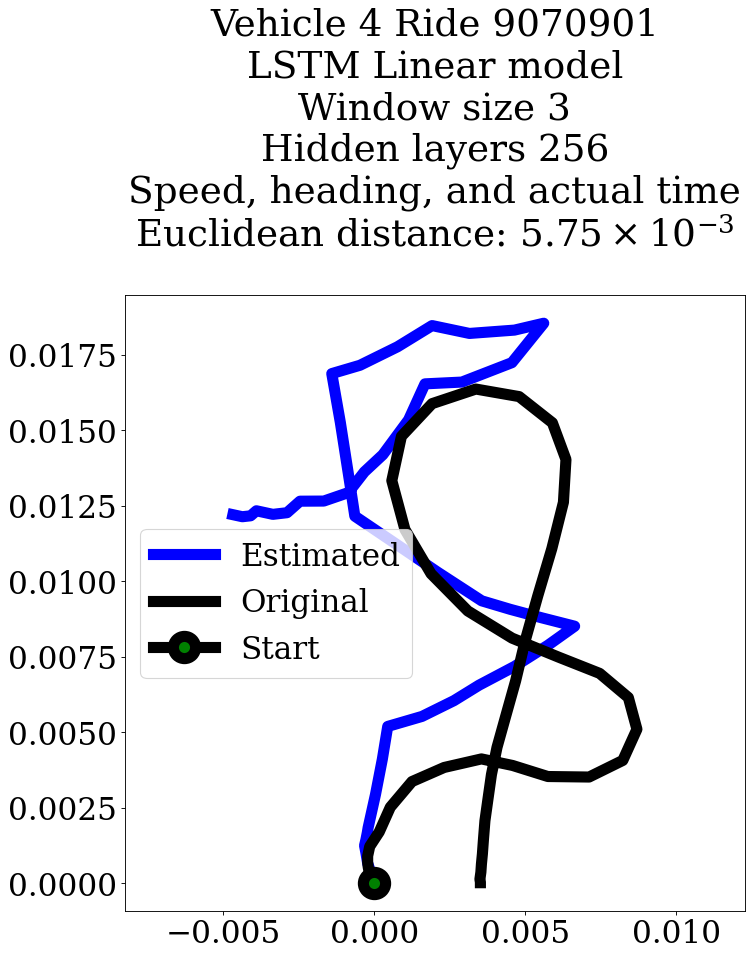 Vehicle 4 Ride 9070901
LSTM Linear model
Window size 3
Hidden layers 256
Speed, heading, and actual time
Euclidean distance: 5.75 × 10⁻³
0.0175
0.0150
0.0125
0.0100
0.0075
0.0050
0.0025
0.0000
Estimated
Original
Start
−0.005 0.000 0.005 0.010